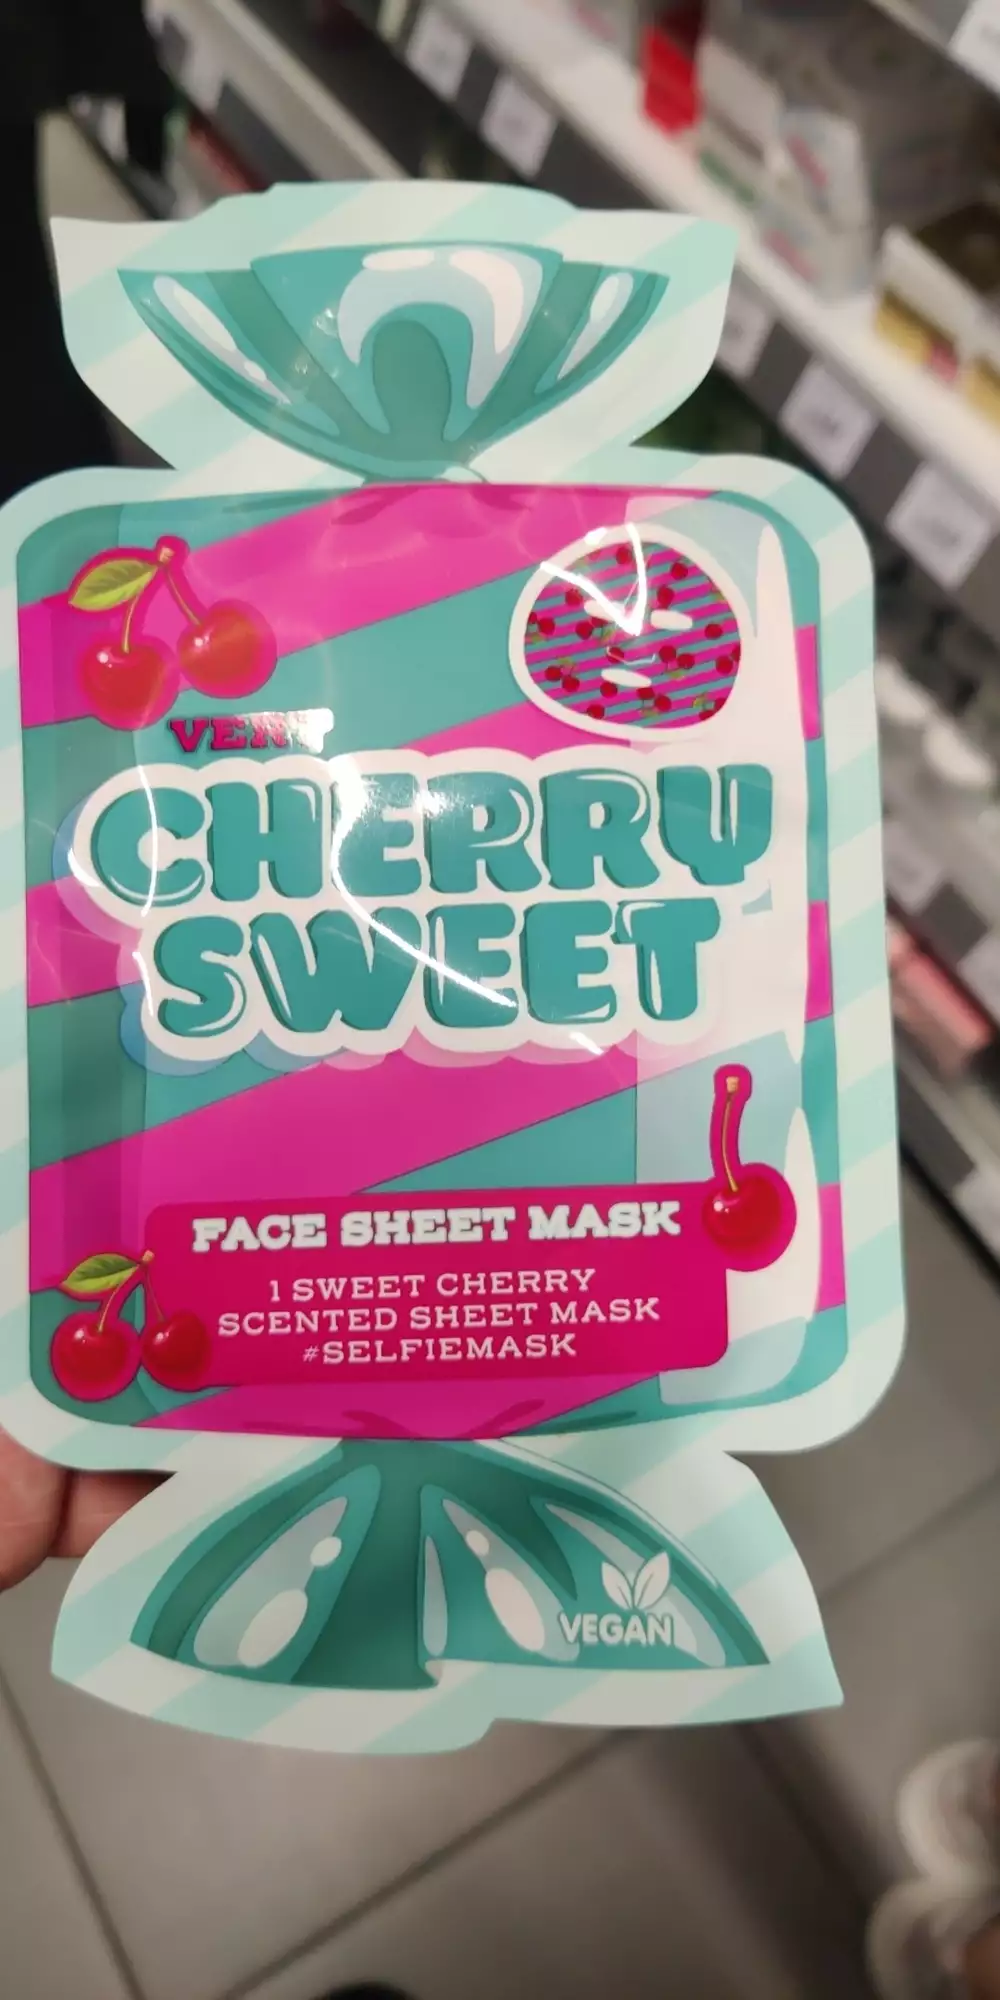 VERY
CHERRY
SWEET
FACE SHEET MASK
1 SWEET CHERRY
SCENTED SHEET MASK
#SELFIEMASK
VEGAN